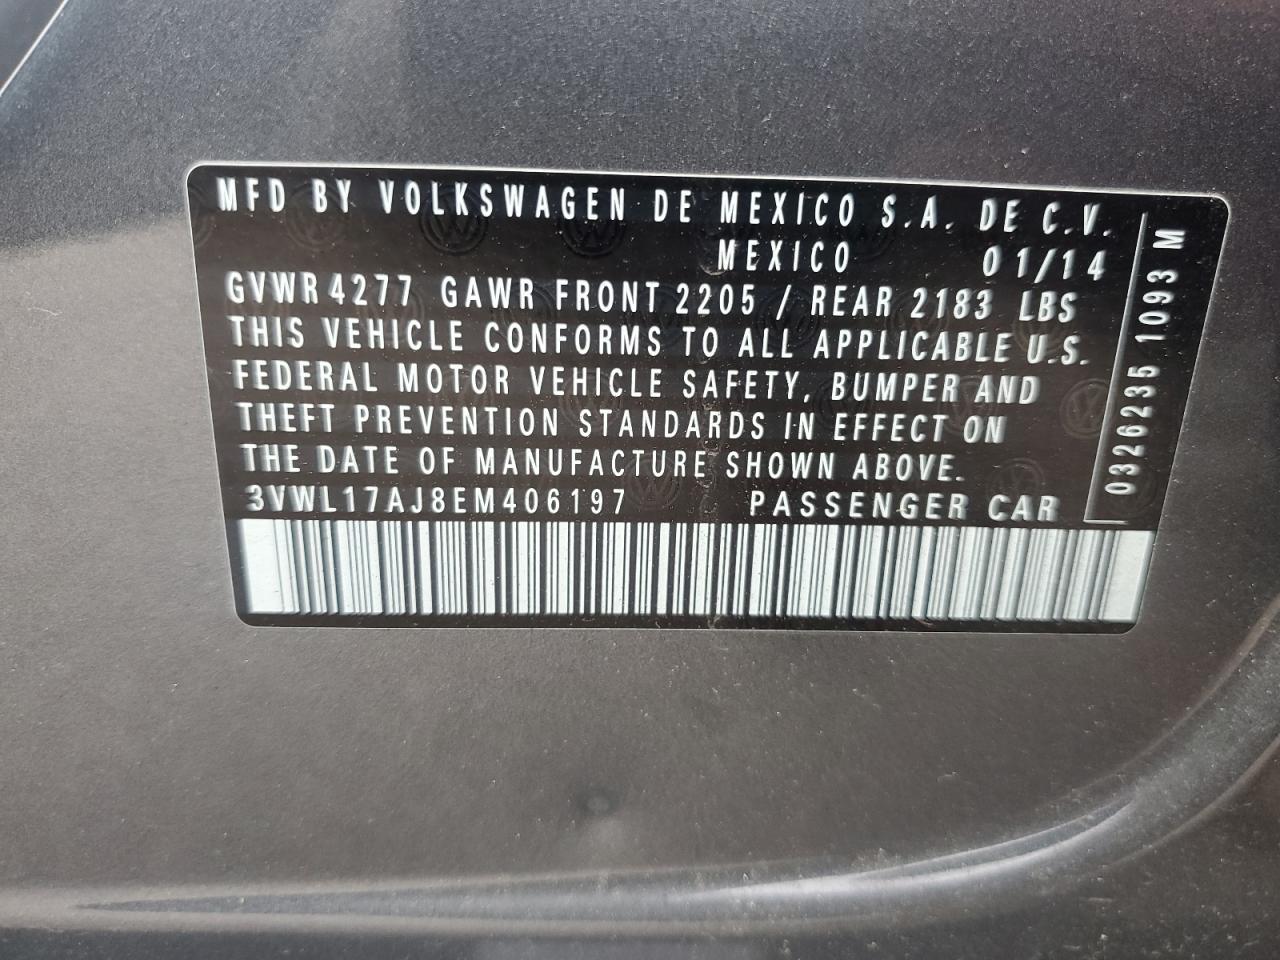 MFD BY VOLKSWAGEN DE MEXICO S.A. DE C.V.
MEXICO 01/14
GVWR 4277 GAWR FRONT 2205 / REAR 2183 LBS
THIS VEHICLE CONFORMS TO ALL APPLICABLE U.S.
FEDERAL MOTOR VEHICLE SAFETY, BUMPER AND
THEFT PREVENTION STANDARDS IN EFFECT ON
THE DATE OF MANUFACTURE SHOWN ABOVE.
3VWL17AJ8EM406197 PASSENGER CAR
0326235 1093 M